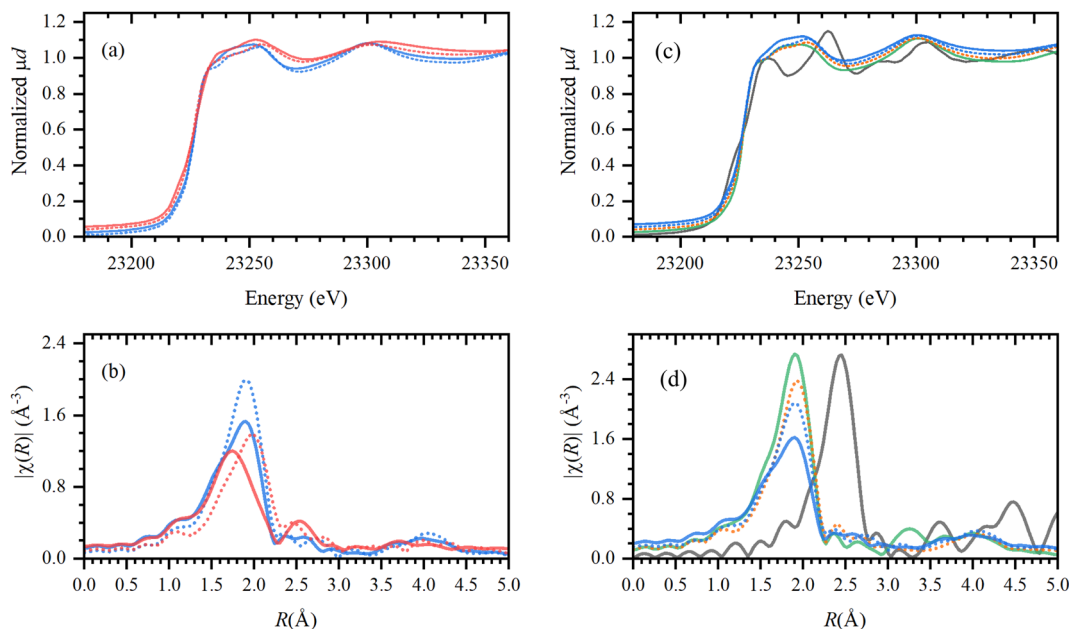 (a)
1.2
1.0
0.8
0.6
0.4
0.2
0.0
Normalized μd
23200 23250 23300 23350
Energy (eV)
(c)
1.2
1.0
0.8
0.6
0.4
0.2
0.0
Normalized μd
23200 23250 23300 23350
Energy (eV)
(b)
2.4
1.6
0.8
0.0
|χ(R)| (Å⁻³)
0.0 0.5 1.0 1.5 2.0 2.5 3.0 3.5 4.0 4.5 5.0
R(Å)
(d)
2.4
1.6
0.8
0.0
|χ(R)| (Å⁻³)
0.0 0.5 1.0 1.5 2.0 2.5 3.0 3.5 4.0 4.5 5.0
R(Å)